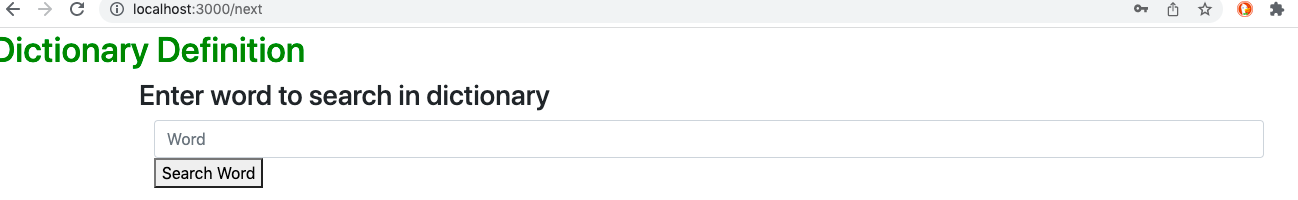 localhost:3000/next
Dictionary Definition
Enter word to search in dictionary
Word
Search Word